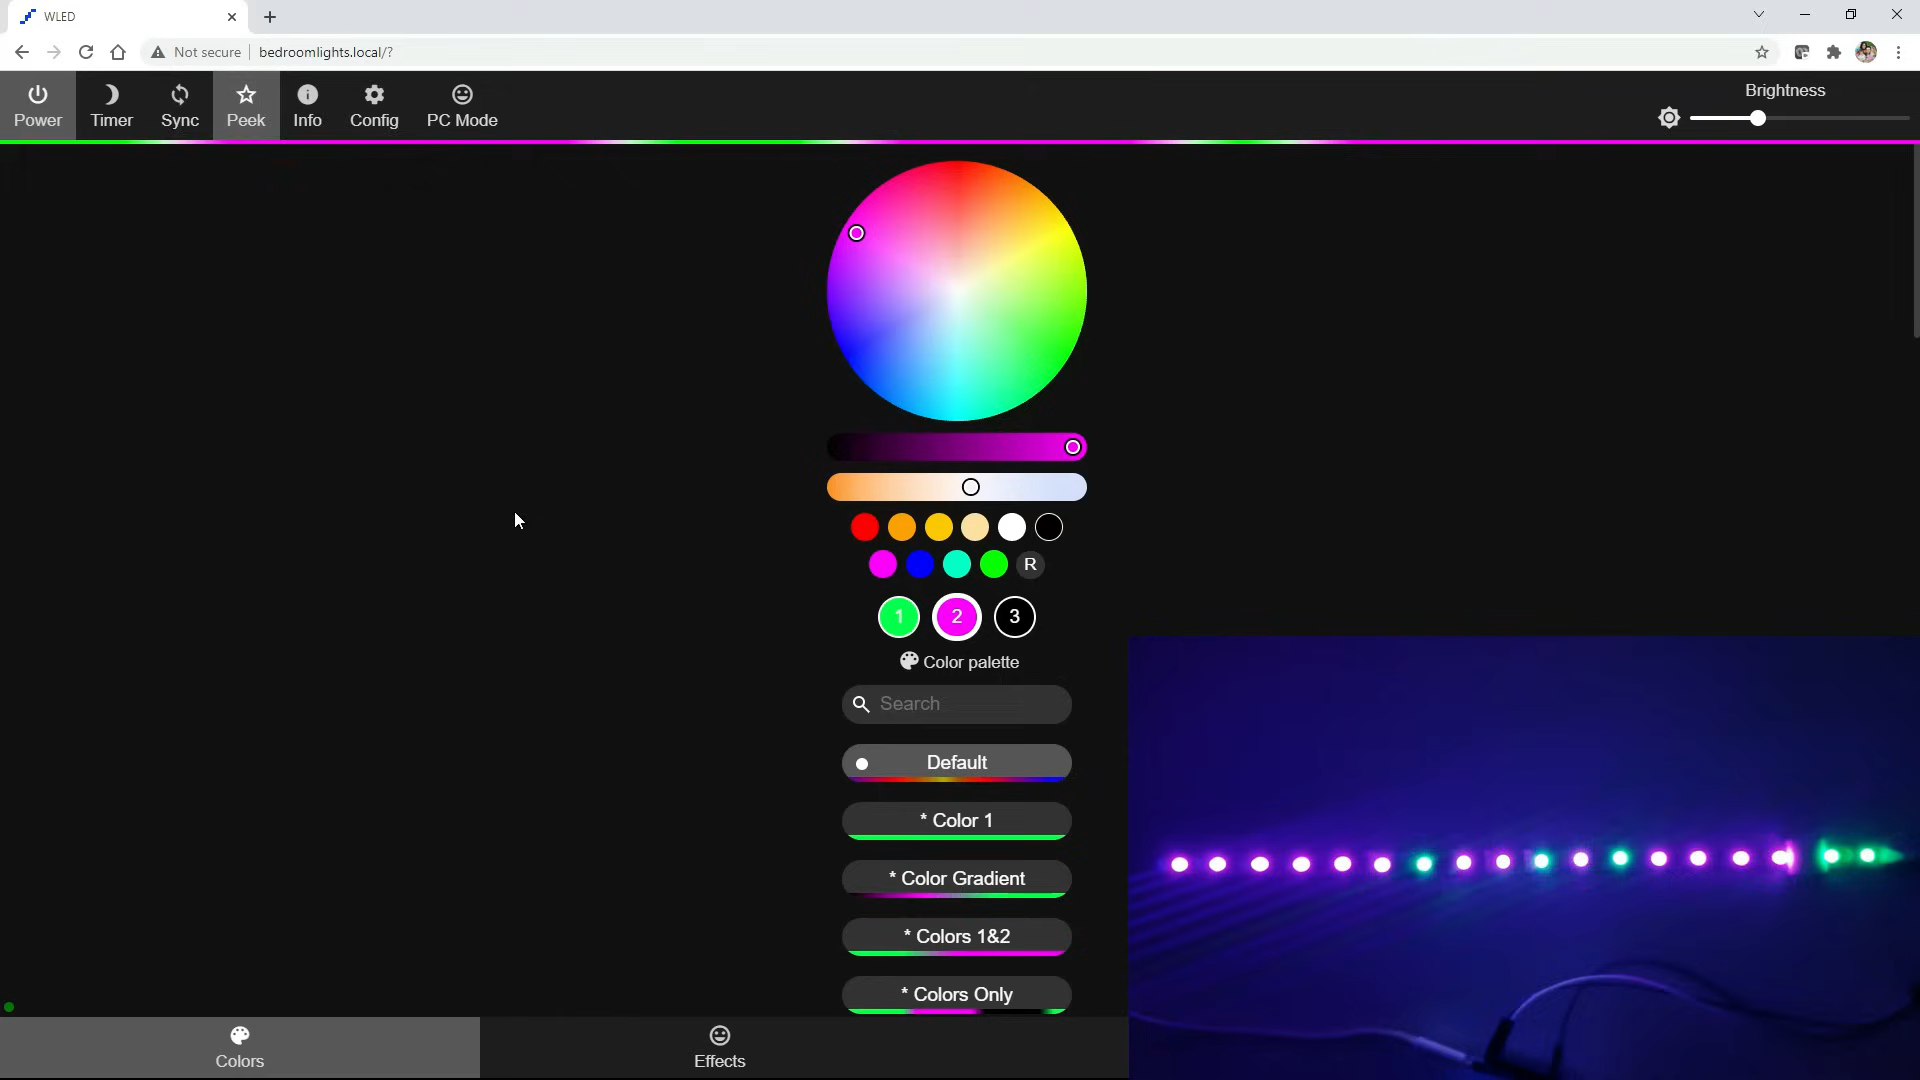 WLED
Not secure
bedroomlights.local/?
Power
Timer
Sync
Peek
Info
Config
PC Mode
Brightness
R
1
2
3
Color palette
Search
Default
* Color 1
* Color Gradient
* Colors 1&2
* Colors Only
Colors
Effects